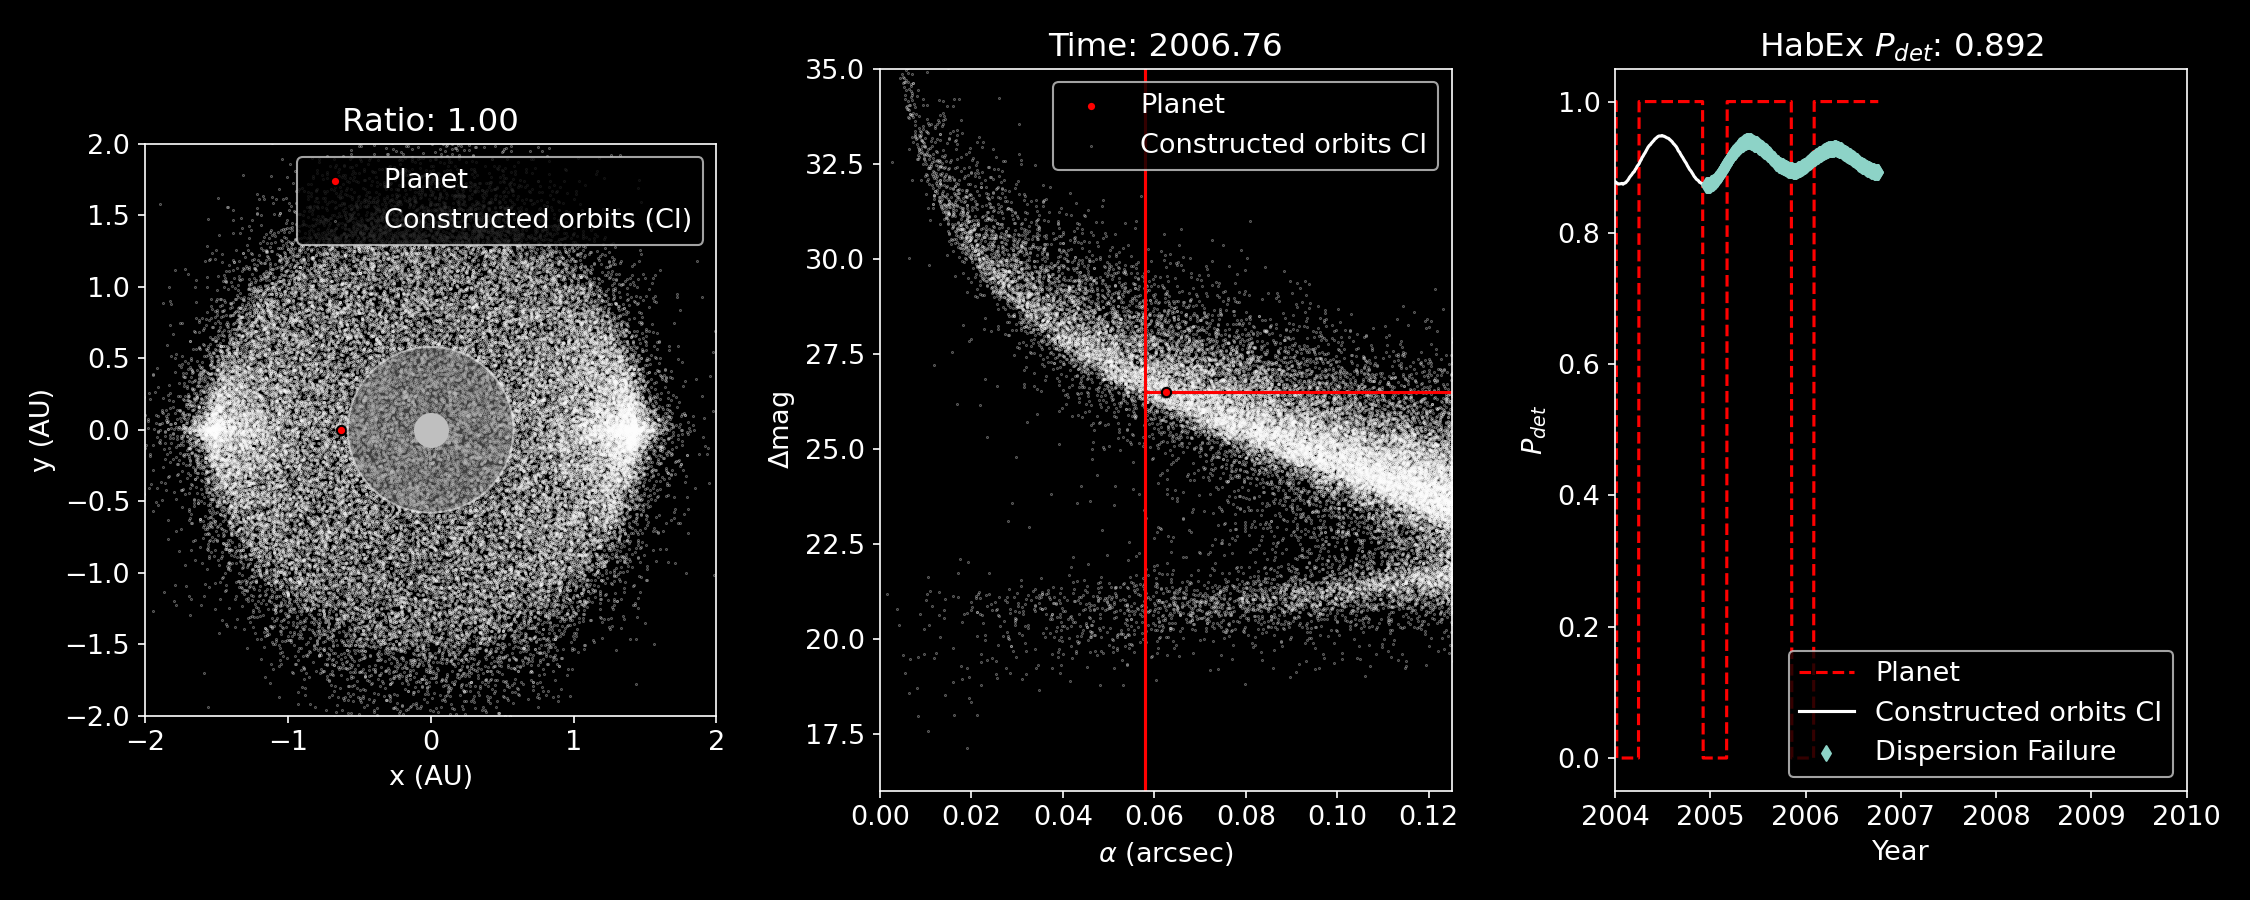 Ratio: 1.00
Planet
Constructed orbits (CI)
2.0
1.5
1.0
0.5
0.0
−0.5
−1.0
−1.5
−2.0
−2
−1
0
1
2
y (AU)
x (AU)
Time: 2006.76
Planet
Constructed orbits CI
35.0
32.5
30.0
27.5
25.0
22.5
20.0
17.5
0.00
0.02
0.04
0.06
0.08
0.10
0.12
Δmag
α (arcsec)
HabEx P_det: 0.892
1.0
0.8
0.6
0.4
0.2
0.0
P_det
Planet
Constructed orbits CI
Dispersion Failure
2004
2005
2006
2007
2008
2009
2010
Year